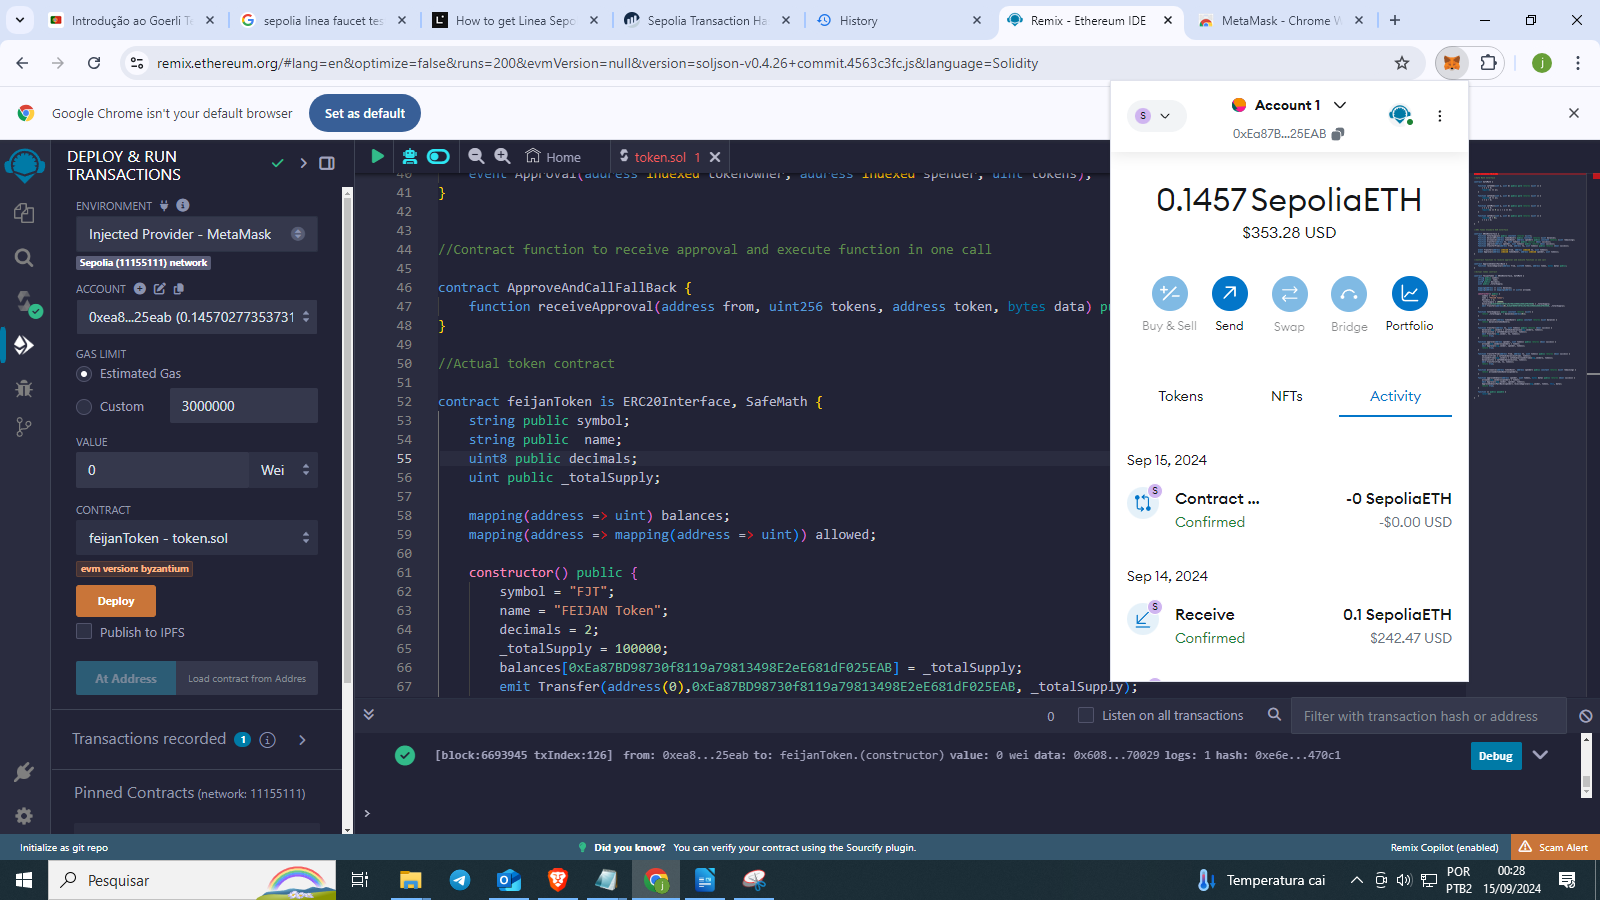 Introdução ao Goerli Te
sepolia linea faucet tes
How to get Linea Sepo
Sepolia Transaction Ha
History
Remix - Ethereum IDE
MetaMask - Chrome W
remix.ethereum.org/#lang=en&optimize=false&runs=200&evmVersion=null&version=soljson-v0.4.26+commit.4563c3fc.js&language=Solidity
j
Google Chrome isn't your default browser
Set as default
DEPLOY & RUN
TRANSACTIONS
ENVIRONMENT
Injected Provider - MetaMask
Sepolia (11155111) network
ACCOUNT
0xea8...25eab (0.14570277353731
GAS LIMIT
Estimated Gas
Custom
3000000
VALUE
0
Wei
CONTRACT
feijanToken - token.sol
evm version: byzantium
Deploy
Publish to IPFS
At Address
Load contract from Addres
Transactions recorded 1
Pinned Contracts (network: 11155111)
Home
token.sol 1
40 event Approval(address indexed tokenOwner, address indexed spender, uint tokens);
41 }
42
43
44 //Contract function to receive approval and execute function in one call
45
46 contract ApproveAndCallFallBack {
47 function receiveApproval(address from, uint256 tokens, address token, bytes data) pu
48 }
49
50 //Actual token contract
51
52 contract feijanToken is ERC20Interface, SafeMath {
53 string public symbol;
54 string public  name;
55 uint8 public decimals;
56 uint public _totalSupply;
57
58 mapping(address => uint) balances;
59 mapping(address => mapping(address => uint)) allowed;
60
61 constructor() public {
62 symbol = "FJT";
63 name = "FEIJAN Token";
64 decimals = 2;
65 _totalSupply = 100000;
66 balances[0xEa87BD98730f8119a79813498E2eE681dF025EAB] = _totalSupply;
67 emit Transfer(address(0),0xEa87BD98730f8119a79813498E2eE681dF025EAB, _totalSupply);
S
Account 1
0xEa87B...25EAB
0.1457 SepoliaETH
$353.28 USD
Buy & Sell
Send
Swap
Bridge
Portfolio
Tokens
NFTs
Activity
Sep 15, 2024
S
Contract ...
-0 SepoliaETH
Confirmed
-$0.00 USD
Sep 14, 2024
S
Receive
0.1 SepoliaETH
Confirmed
$242.47 USD
0
Listen on all transactions
Filter with transaction hash or address
[block:6693945 txIndex:126] from: 0xea8...25eab to: feijanToken.(constructor) value: 0 wei data: 0x608...70029 logs: 1 hash: 0xe6e...470c1
Debug
>
Initialize as git repo
Did you know? You can verify your contract using the Sourcify plugin.
Remix Copilot (enabled)
Scam Alert
Pesquisar
Temperatura cai
POR
PTB2
00:28
15/09/2024